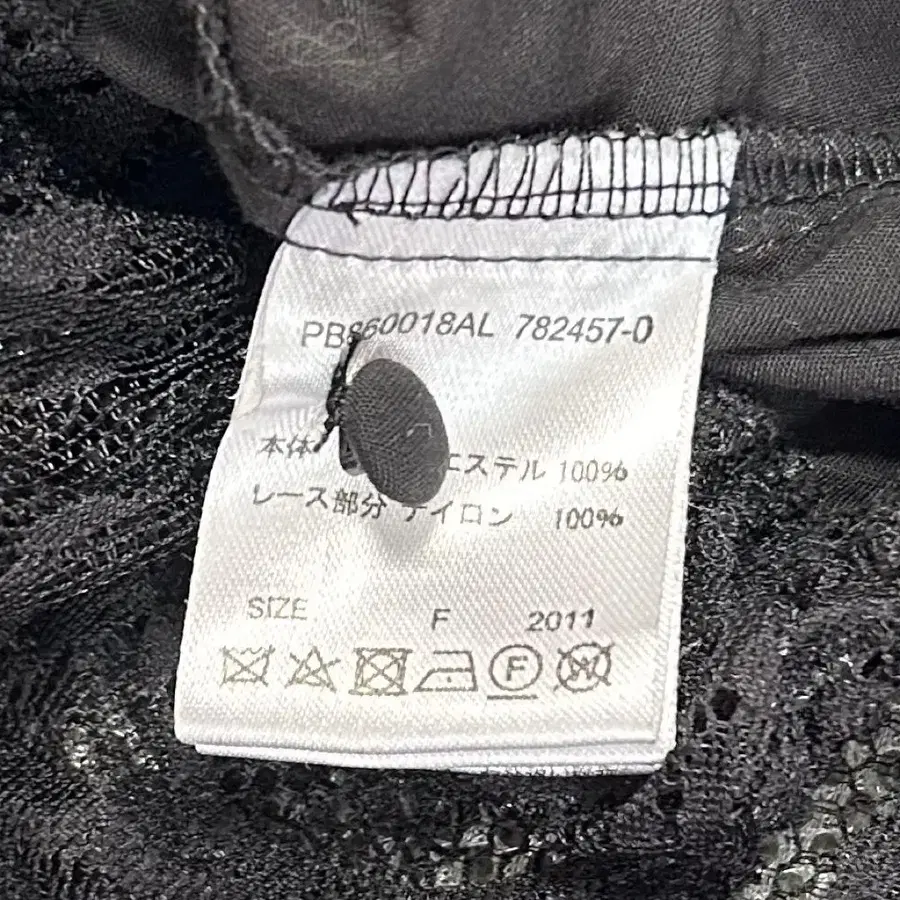 PB860018AL 782457-0
本体 エステル 100%
レース部分 ナイロン 100%
SIZE F 2011
F W